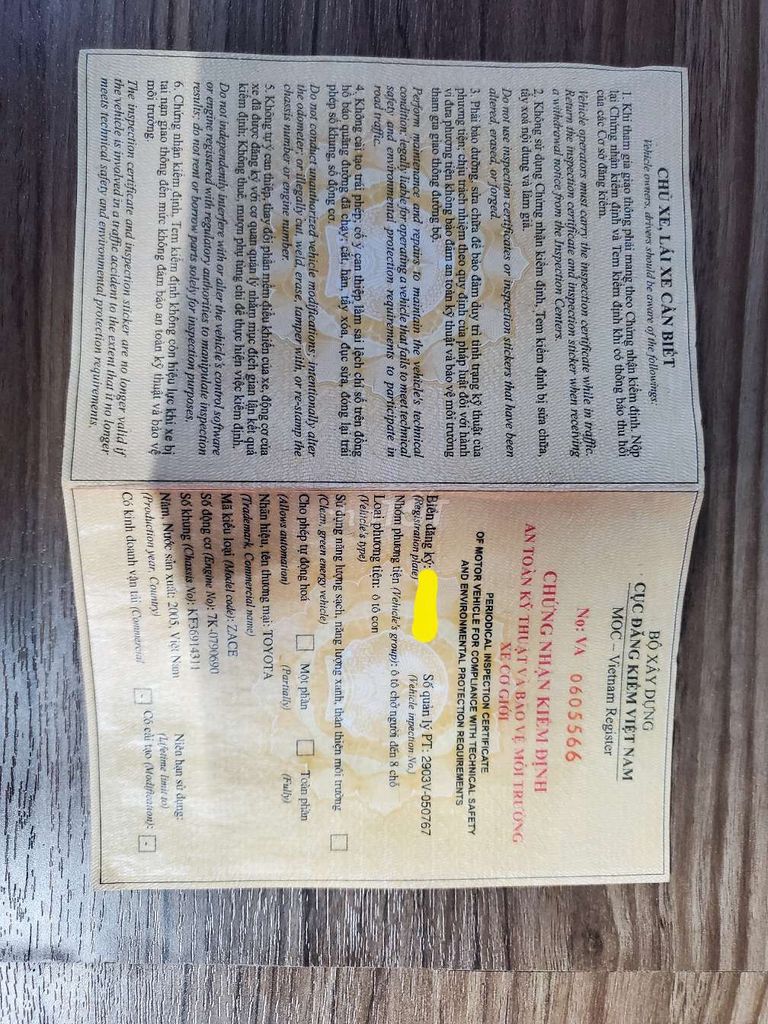 CHỦ XE, LÁI XE CẦN BIẾT
Vehicle owners, drivers should be aware of the followings:
1. Khi tham gia giao thông phải mang theo Chứng nhận kiểm định. Nộp
lại Chứng nhận kiểm định và Tem kiểm định khi có thông báo thu hồi
của các Cơ sở đăng kiểm.
Vehicle operators must carry the inspection certificate while in traffic.
Return the inspection certificate and inspection sticker when receiving
a withdrawal notice from the Inspection Centers.
2. Không sử dụng Chứng nhận kiểm định, Tem kiểm định bị sửa chữa,
tẩy xoá nội dung và làm giả.
Do not use inspection certificates or inspection stickers that have been
altered, erased, or forged.
3. Phải bảo dưỡng, sửa chữa để bảo đảm duy trì tình trạng kỹ thuật của
phương tiện; chịu trách nhiệm theo quy định của pháp luật đối với hành
vi đưa phương tiện không bảo đảm an toàn kỹ thuật và bảo vệ môi trường
tham gia giao thông đường bộ.
Perform maintenance and repairs to maintain the vehicle's technical
condition; legally liable for operating a vehicle that fails to meet technical
safety and environmental protection requirements to participate in
road traffic.
4. Không cải tạo trái phép; cố ý can thiệp làm sai lệch chỉ số trên đồng
hồ báo quãng đường đã chạy; cắt, hàn, tẩy xóa, đục sửa, đóng lại trái
phép số khung, số động cơ.
Do not conduct unauthorized vehicle modifications; intentionally alter
the odometer, or illegally cut, weld, erase, tamper with, or re-stamp the
chassis number or engine number.
5. Không tự ý can thiệp, thay đổi phần mềm điều khiển của xe, động cơ của
xe đã được đăng ký với cơ quan quản lý nhằm mục đích gian lận kết quả
kiểm định; Không thuê, mượn phụ tùng chỉ để thực hiện việc kiểm định.
Do not independently interfere with or alter the vehicle's control software
or engine registered with regulatory authorities to manipulate inspection
results; do not rent or borrow parts solely for inspection purposes.
6. Chứng nhận kiểm định, Tem kiểm định không còn hiệu lực khi xe bị
tai nạn giao thông đến mức không đảm bảo an toàn kỹ thuật và bảo vệ
môi trường.
The inspection certificate and inspection sticker are no longer valid if
the vehicle is involved in a traffic accident to the extent that it no longer
meets technical safety and environmental protection requirements.
BỘ XÂY DỰNG
CỤC ĐĂNG KIỂM VIỆT NAM
MOC – Vietnam Register
No: VA 0605566
CHỨNG NHẬN KIỂM ĐỊNH
AN TOÀN KỸ THUẬT VÀ BẢO VỆ MÔI TRƯỜNG
XE CƠ GIỚI
PERIODICAL INSPECTION CERTIFICATE
OF MOTOR VEHICLE FOR COMPLIANCE WITH TECHNICAL SAFETY
AND ENVIRONMENTAL PROTECTION REQUIREMENTS
Biển đăng ký: Số quản lý PT: 2903V-050767
(Registration plate) (Vehicle inpection No.)
Nhóm phương tiện (Vehicle's group): ô tô chở người đến 8 chỗ
Loại phương tiện: ô tô con
(Vehicle's type)
Sử dụng năng lượng sạch, năng lượng xanh, thân thiện môi trường
(Clean, green energy vehicle)
Cho phép tự động hoá Một phần Toàn phần
(Allows automation) (Partially) (Fully)
Nhãn hiệu, tên thương mại: TOYOTA
(Trademark, Commercial name)
Mã kiểu loại (Model code): ZACE
Số động cơ (Engine No): 7K-0790690
Số khung (Chassis No): KF36914311
Năm, Nước sản xuất: 2005, Việt Nam Niên hạn sử dụng:
(Production year, Country) (Lifetime limit to)
Có kinh doanh vận tải (Commercial - Có cải tạo (Modification): -